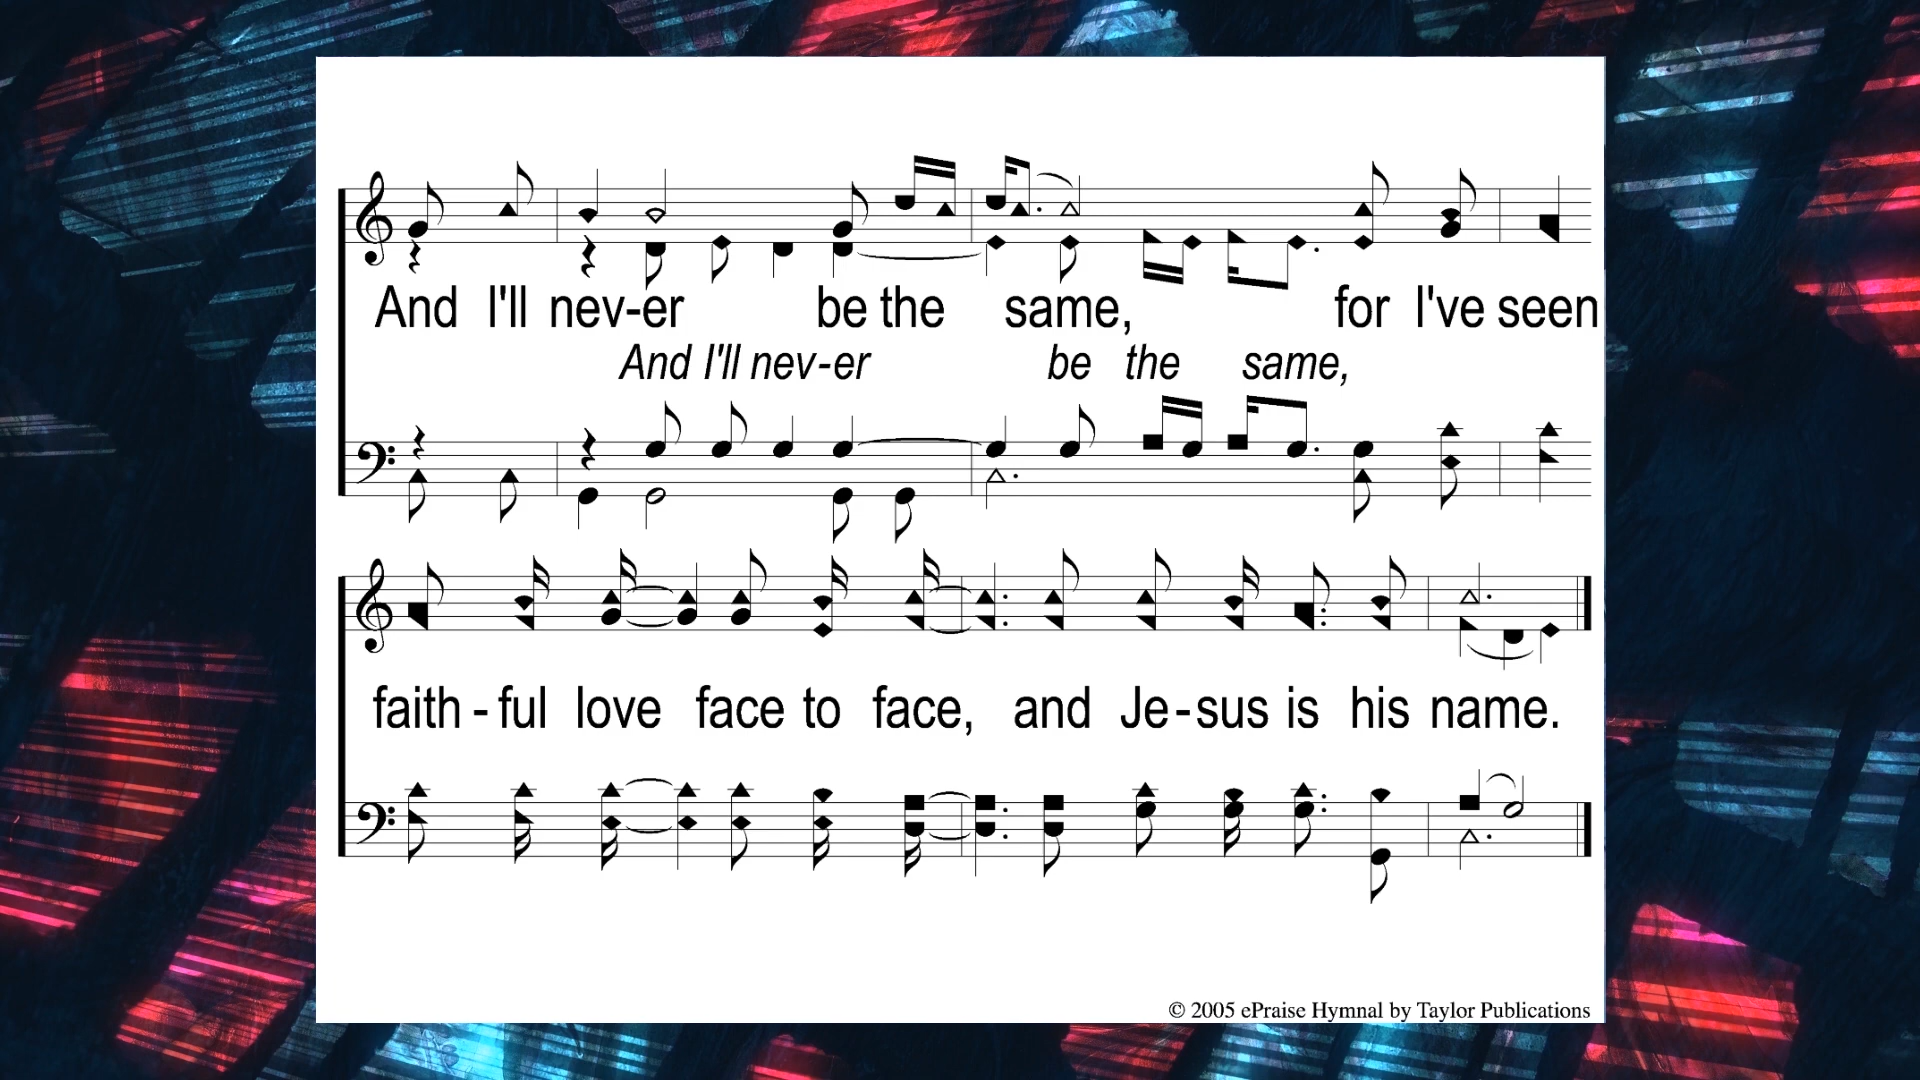 And I'll nev-er be the same, for I've seen
And I'll nev-er be the same,
faith-ful love face to face, and Je-sus is his name.
© 2005 ePraise Hymnal by Taylor Publications